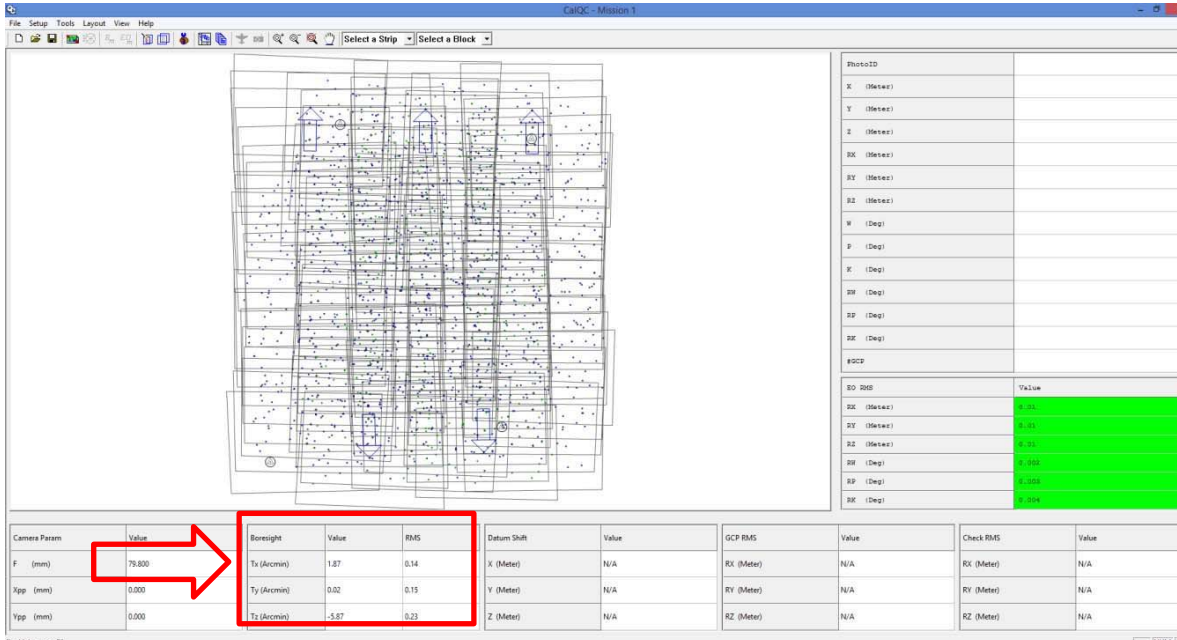 CalQC - Mission 1
File Setup Tools Layout View Help
Select a Strip Select a Block
PhotoID
X (Meter)
Y (Meter)
Z (Meter)
RX (Meter)
RY (Meter)
RZ (Meter)
W (Deg)
P (Deg)
K (Deg)
RW (Deg)
RP (Deg)
RK (Deg)
#GCP
EO RMS Value
RX (Meter) 0.01
RY (Meter) 0.01
RZ (Meter) 0.01
RW (Deg) 0.002
RP (Deg) 0.003
RK (Deg) 0.004
Camera Param Value Boresight Value RMS Datum Shift Value GCP RMS Value Check RMS Value
F (mm) 79.800 Tx (Arcmin) 1.87 0.14 X (Meter) N/A RX (Meter) N/A RX (Meter) N/A
Xpp (mm) 0.000 Ty (Arcmin) 0.02 0.15 Y (Meter) N/A RY (Meter) N/A RY (Meter) N/A
Ypp (mm) 0.000 Tz (Arcmin) -5.87 0.23 Z (Meter) N/A RZ (Meter) N/A RZ (Meter) N/A